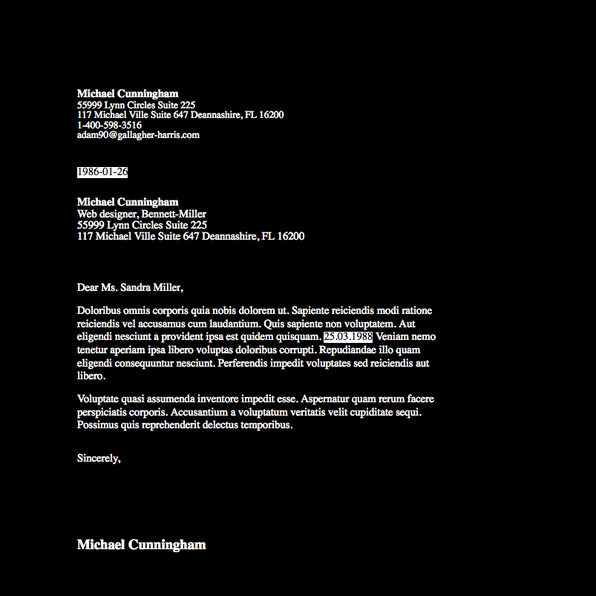 Michael Cunningham
55999 Lynn Circles Suite 225
117 Michael Ville Suite 647 Deannashire, FL 16200
1-400-598-3516
adam90@gallagher-harris.com
1986-01-26
Michael Cunningham
Web designer, Bennett-Miller
55999 Lynn Circles Suite 225
117 Michael Ville Suite 647 Deannashire, FL 16200
Dear Ms. Sandra Miller,
Doloribus omnis corporis quia nobis dolorem ut. Sapiente reiciendis modi ratione
reiciendis vel accusamus cum laudantium. Quis sapiente non voluptatem. Aut
eligendi nesciunt a provident ipsa est quidem quisquam. 25.03.1988 Veniam nemo
tenetur aperiam ipsa libero voluptas doloribus corrupti. Repudiandae illo quam
eligendi consequuntur nesciunt. Perferendis impedit voluptates sed reiciendis aut
libero.
Voluptate quasi assumenda inventore impedit esse. Aspernatur quam rerum facere
perspiciatis corporis. Accusantium a voluptatum veritatis velit cupiditate sequi.
Possimus quis reprehenderit delectus temporibus.
Sincerely,
Michael Cunningham